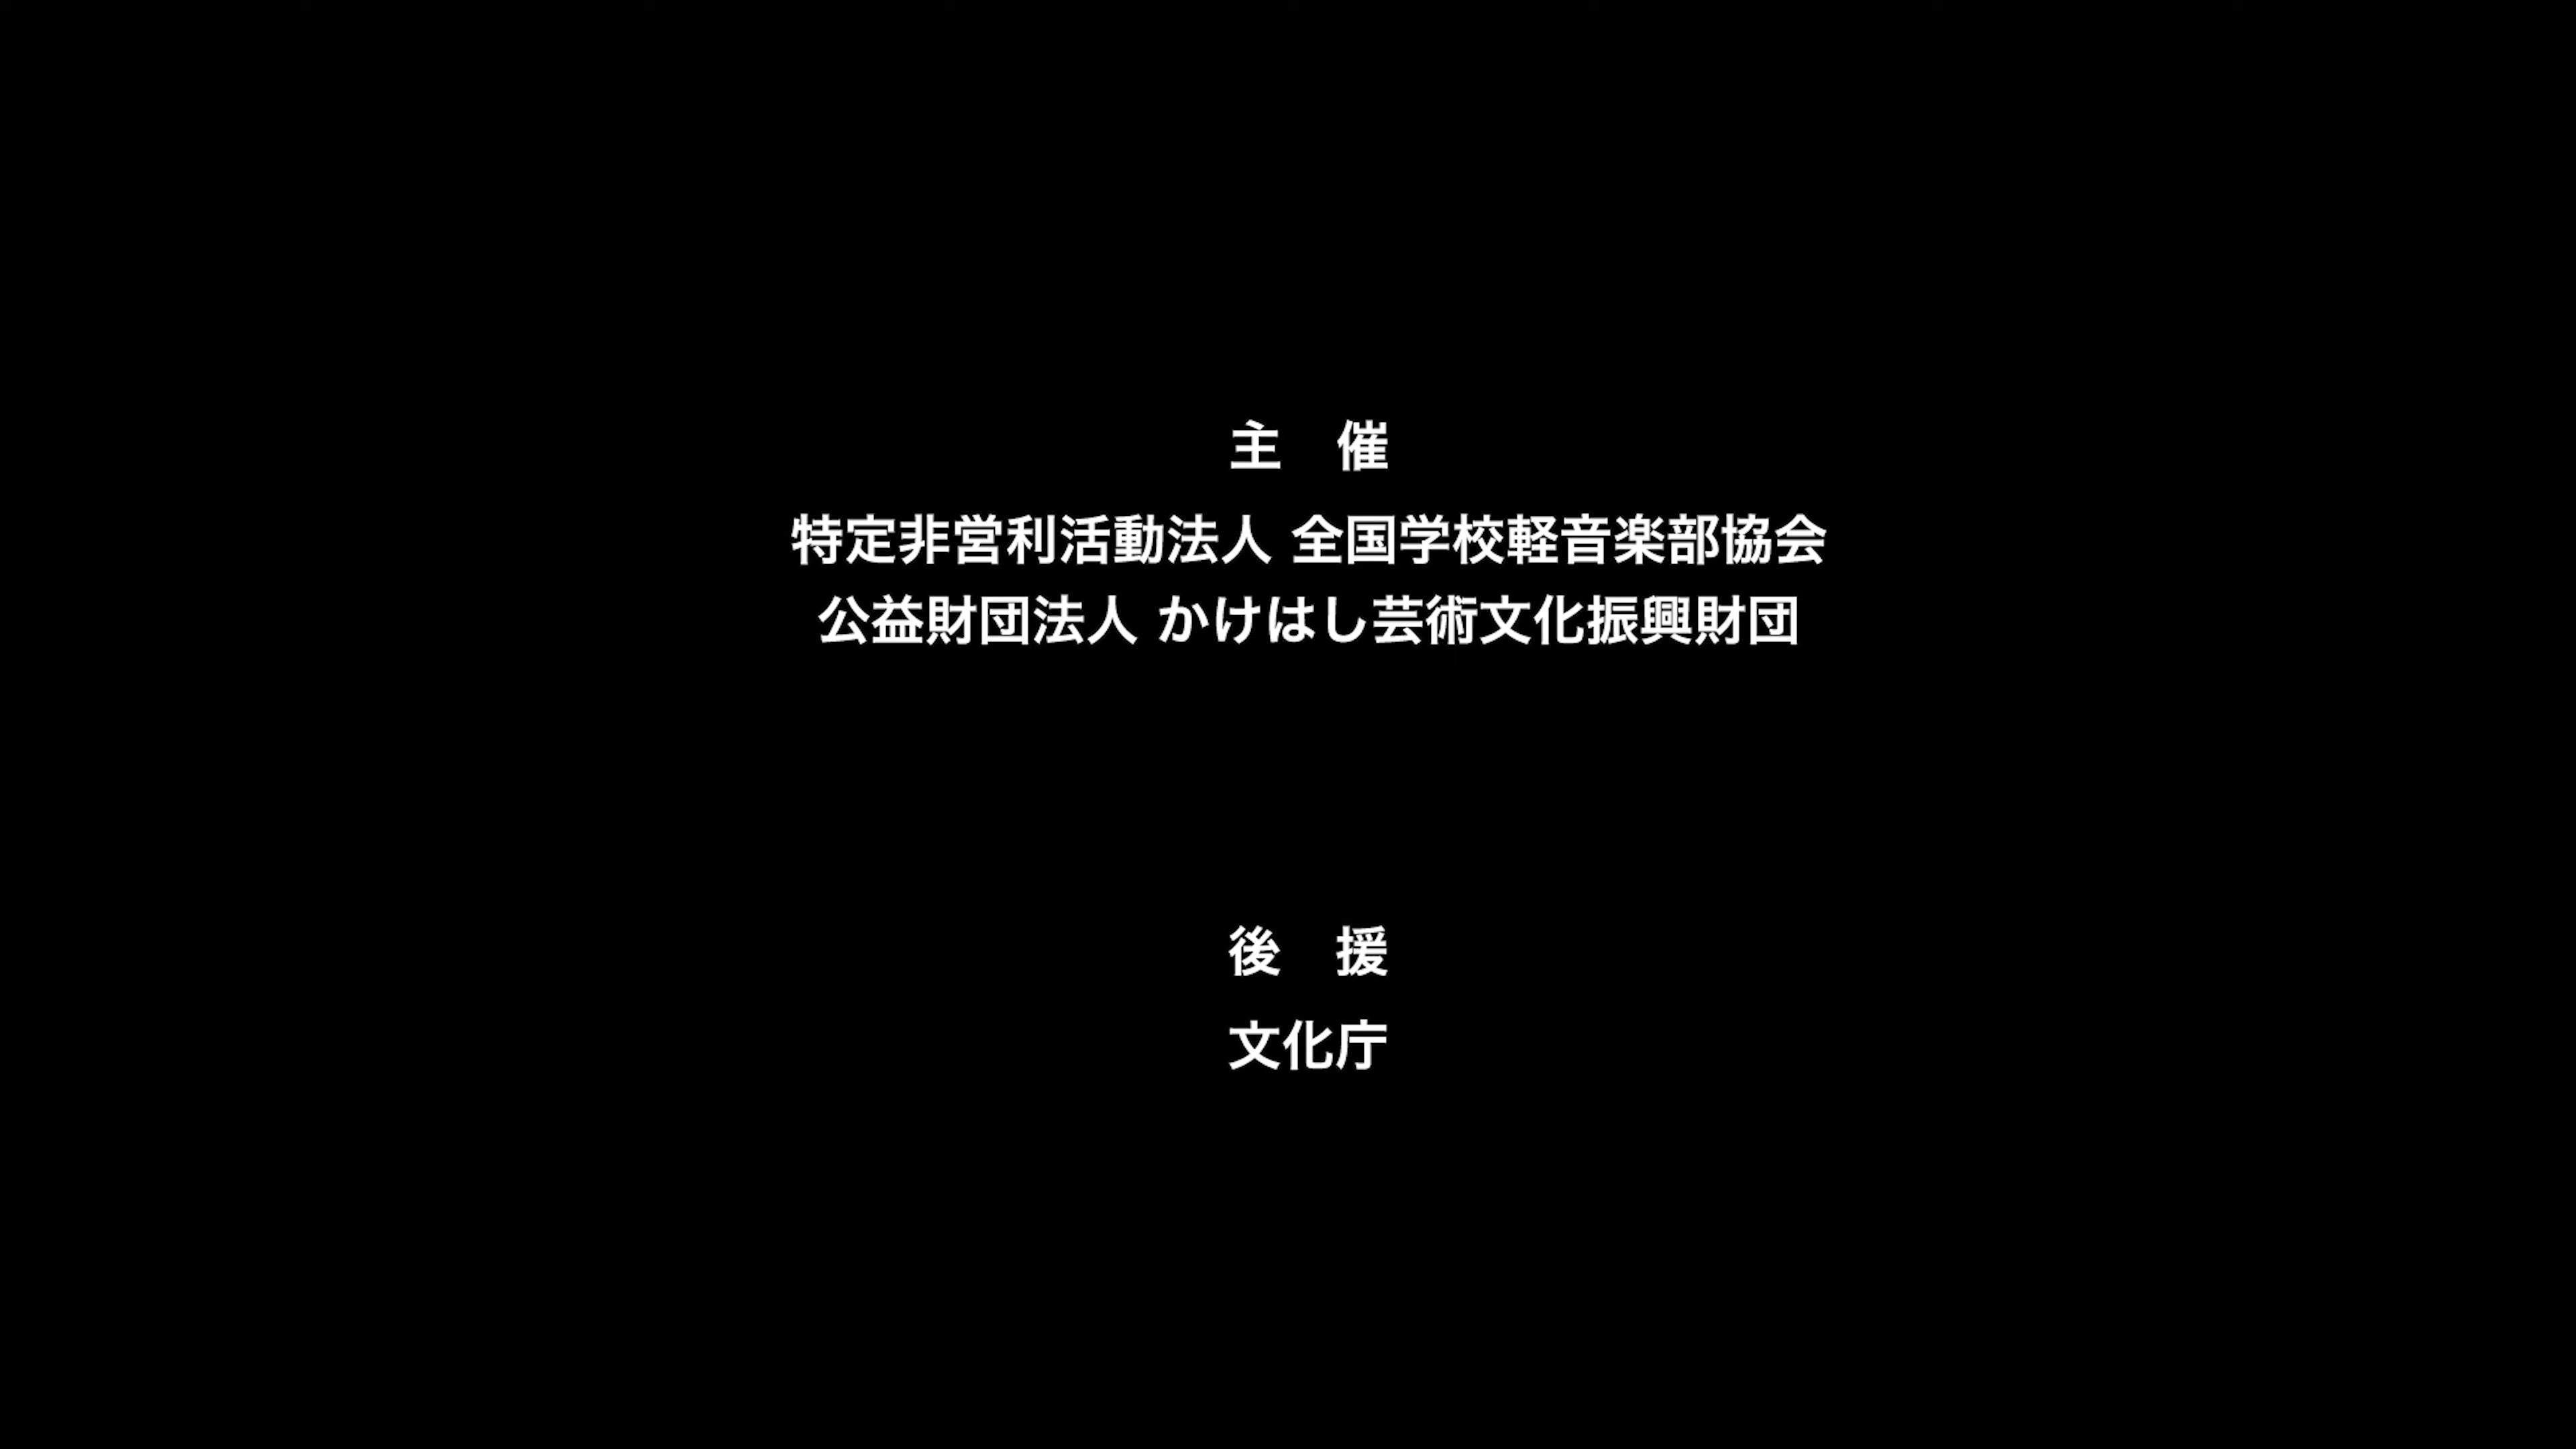 主　催
特定非営利活動法人 全国学校軽音楽部協会
公益財団法人 かけはし芸術文化振興財団
後　援
文化庁